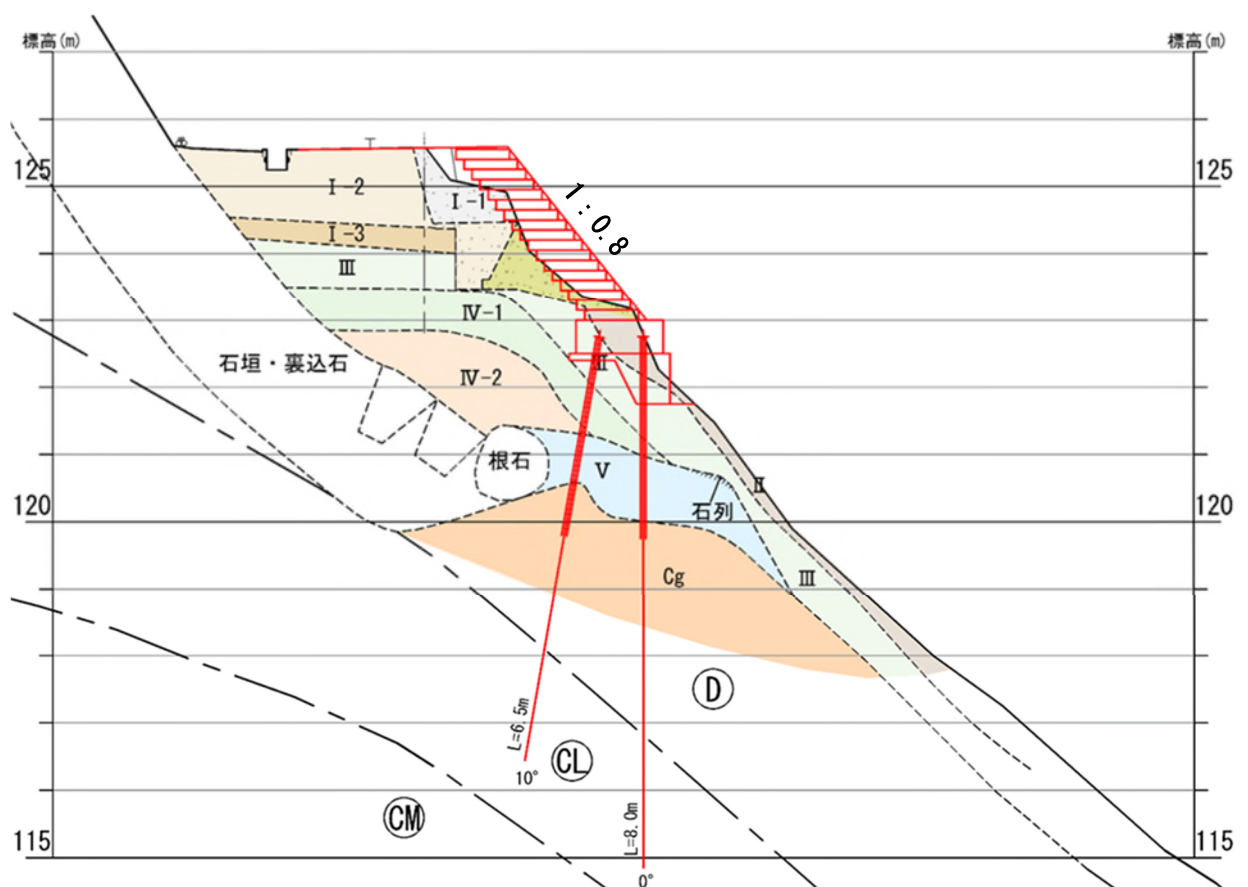 標高(m)
標高(m)
125
125
Ⅰ-2
Ⅰ-1
1:0.8
Ⅰ-3
Ⅲ
Ⅳ-1
石垣・裏込石
Ⅳ-2
Ⅱ
根石
Ⅴ
Ⅱ
石列
120
120
Cg
Ⅲ
D
L=6.5m
CL
10°
CM
L=8.0m
115
115
0°